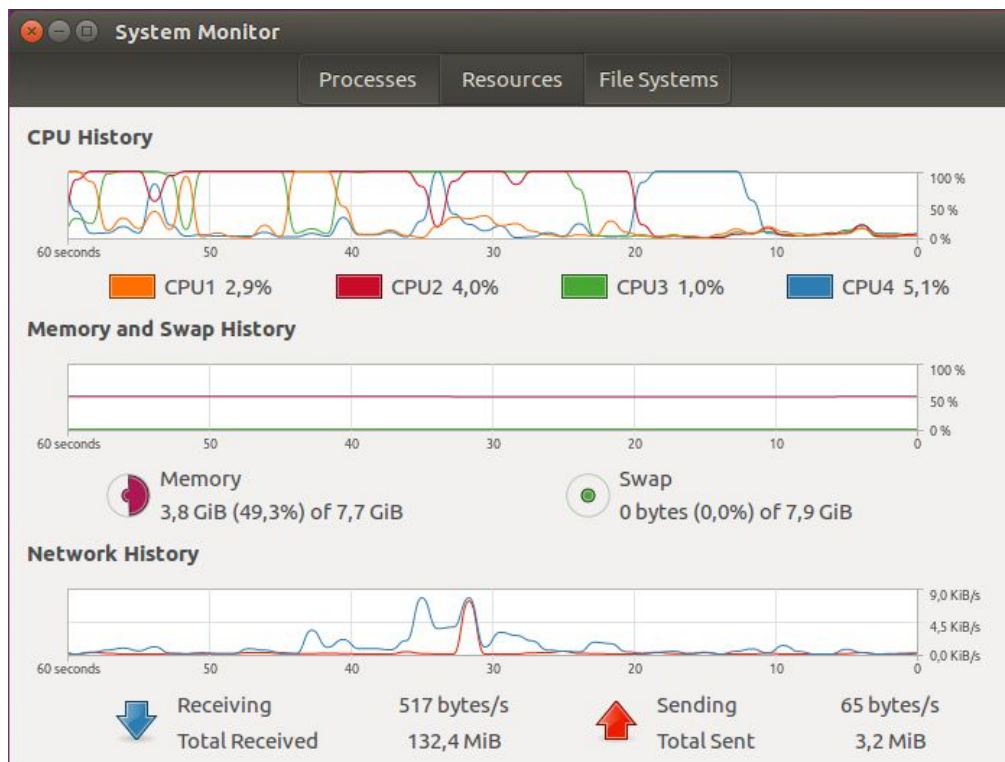 System Monitor
Processes Resources File Systems
CPU History
100 %
50 %
0 %
60 seconds 50 40 30 20 10 0
CPU1 2,9% CPU2 4,0% CPU3 1,0% CPU4 5,1%
Memory and Swap History
100 %
50 %
0 %
60 seconds 50 40 30 20 10 0
Memory Swap
3,8 GiB (49,3%) of 7,7 GiB 0 bytes (0,0%) of 7,9 GiB
Network History
9,0 KiB/s
4,5 KiB/s
0,0 KiB/s
60 seconds 50 40 30 20 10 0
Receiving 517 bytes/s Sending 65 bytes/s
Total Received 132,4 MiB Total Sent 3,2 MiB